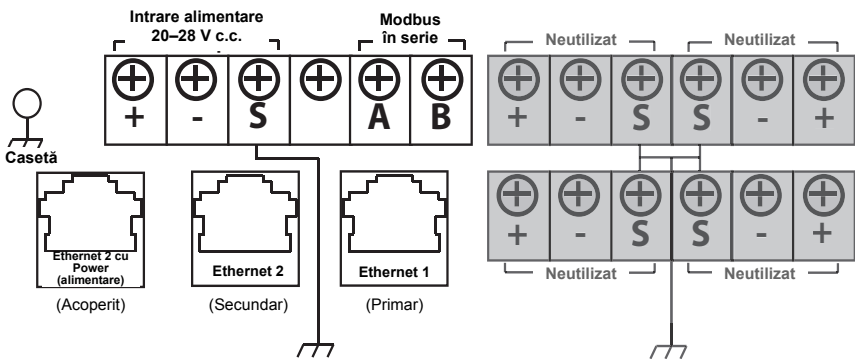 Intrare alimentare
20–28 V c.c.
Modbus
în serie
Neutilizat
Neutilizat
+ - S A B
+ - S S - +
Casetă
+ - S S - +
Neutilizat
Neutilizat
Ethernet 2 cu
Power
(alimentare)
Ethernet 2
Ethernet 1
(Acoperit)
(Secundar)
(Primar)